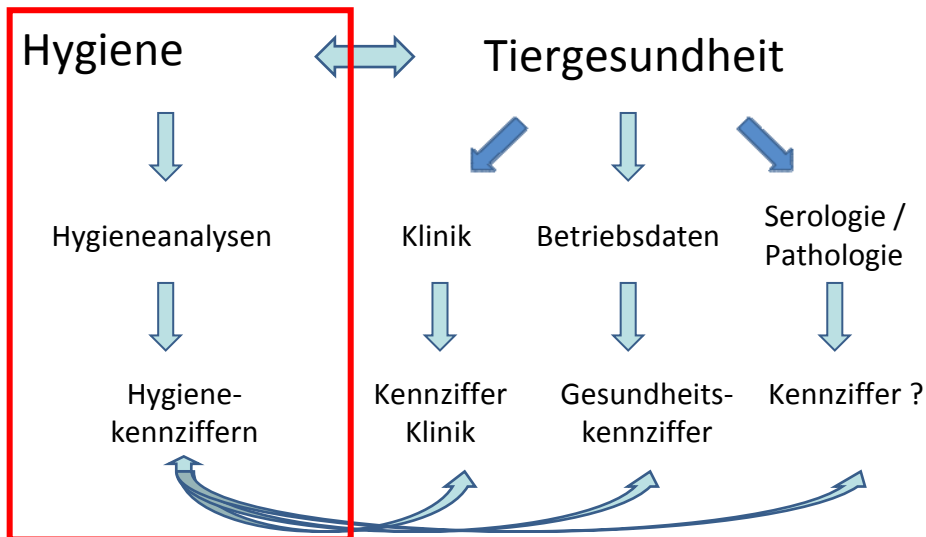 Hygiene
Tiergesundheit
Hygieneanalysen
Klinik
Betriebsdaten
Serologie /
Pathologie
Hygiene-
kennziffern
Kennziffer
Klinik
Gesundheits-
kennziffer
Kennziffer ?